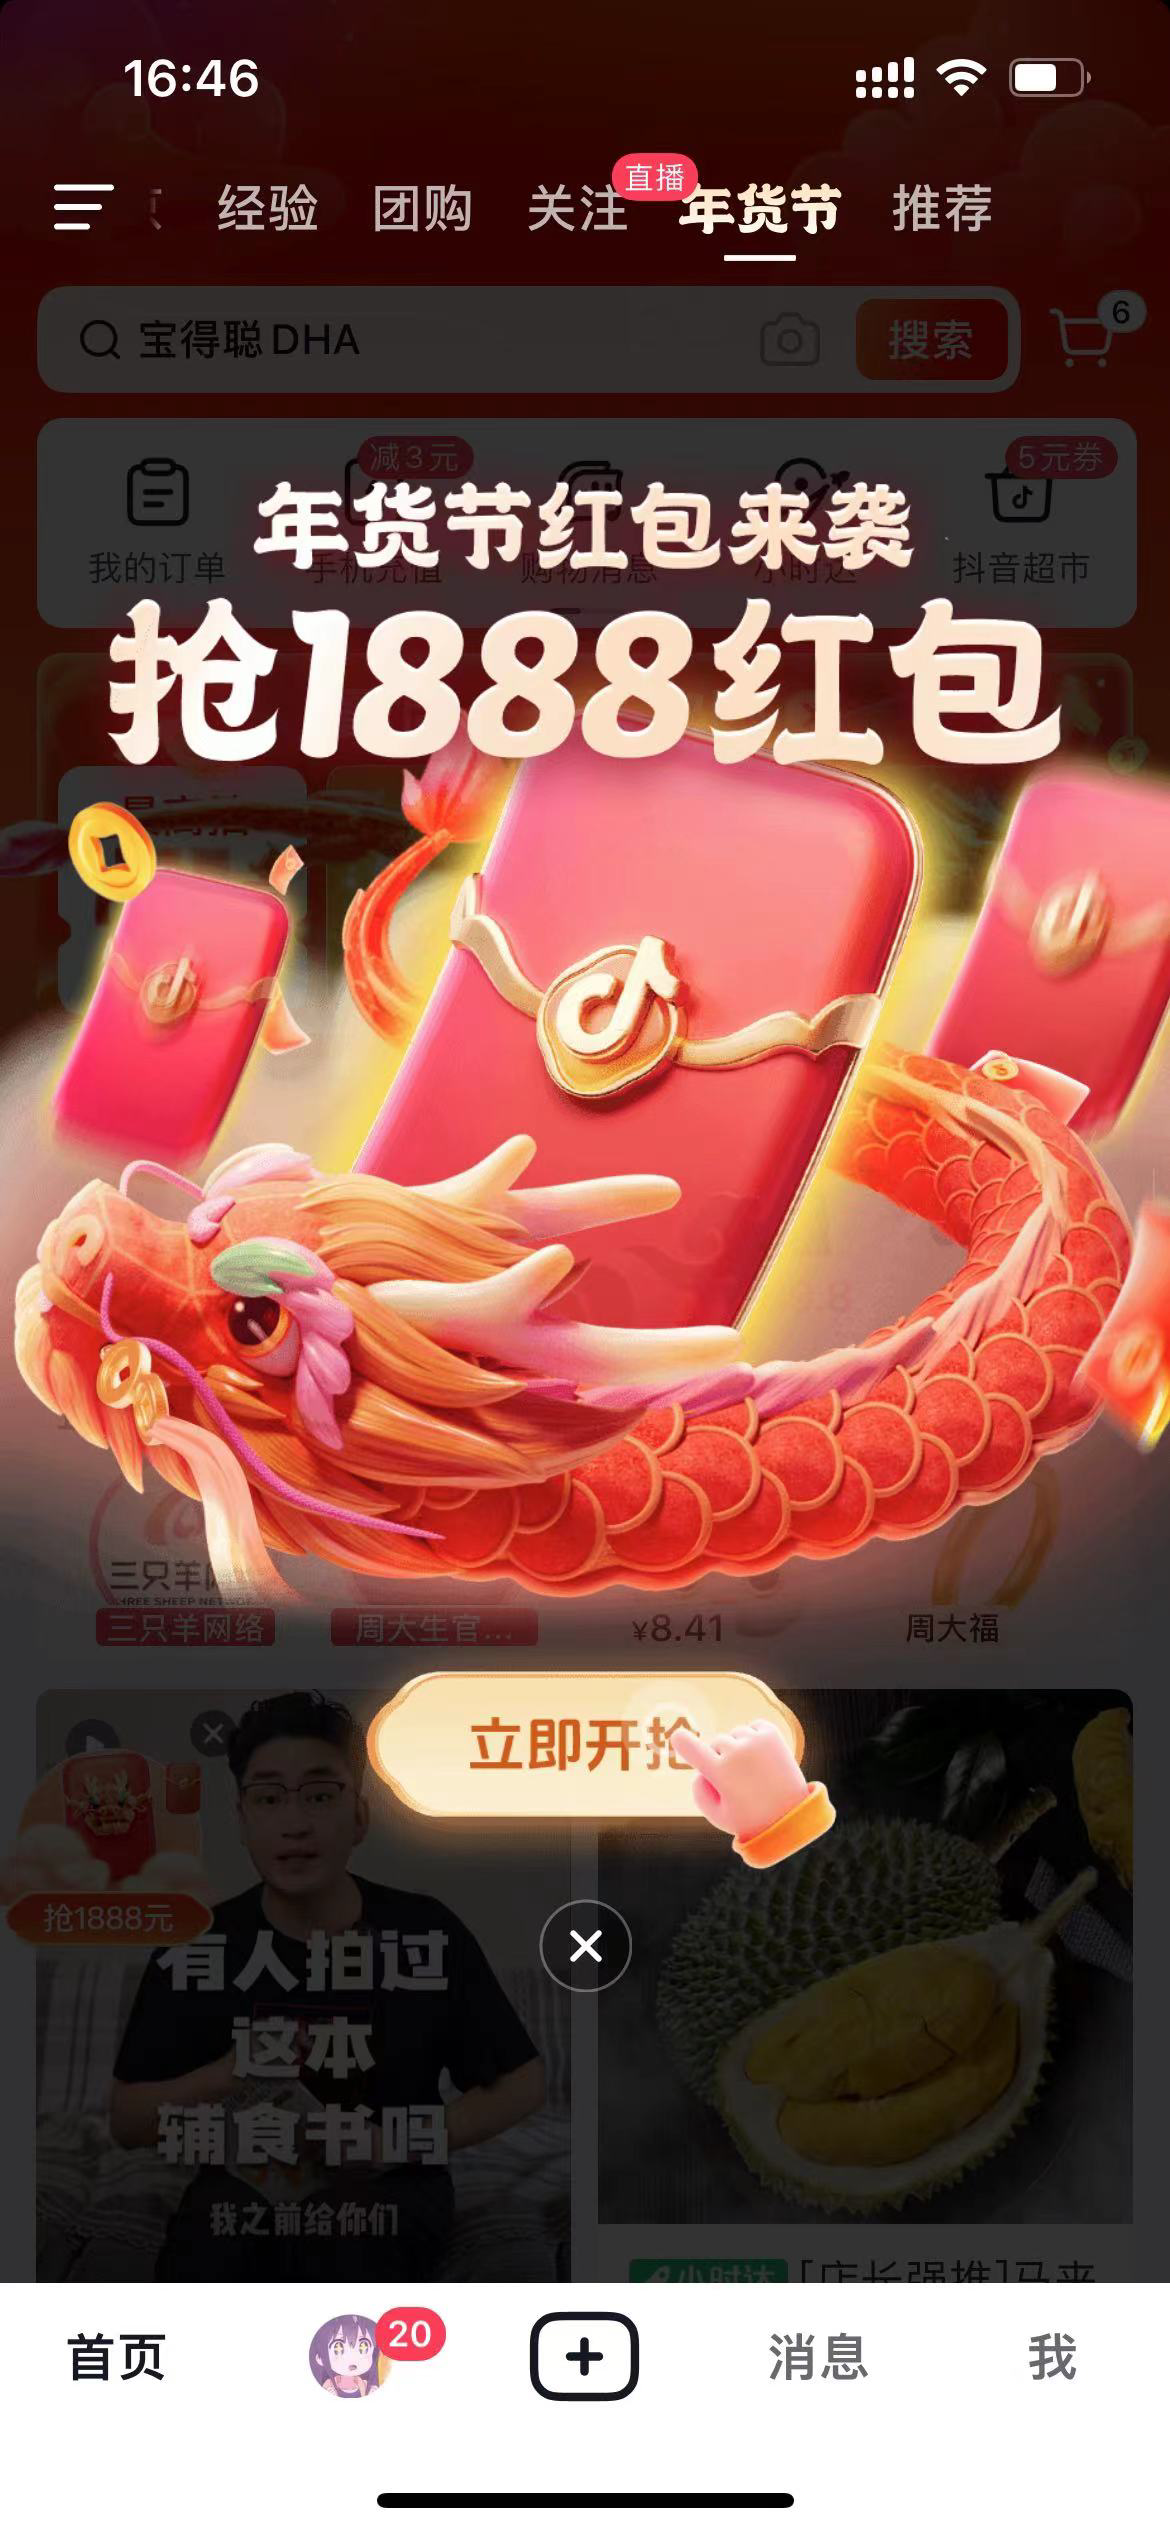 16:46
经验 团购 关注 直播 年货节 推荐
宝得聪DHA 搜索 6
减3元 5元券
我的订单 手机充值 购物消息 小时达 抖音超市
年货节红包来袭
抢1888红包
三只羊网络 周大生官... ¥8.41 周大福
立即开抢
抢1888元
有人拍过
这本
辅食书吗
我之前给你们
小时达 [店长强推]马来
首页 20 消息 我